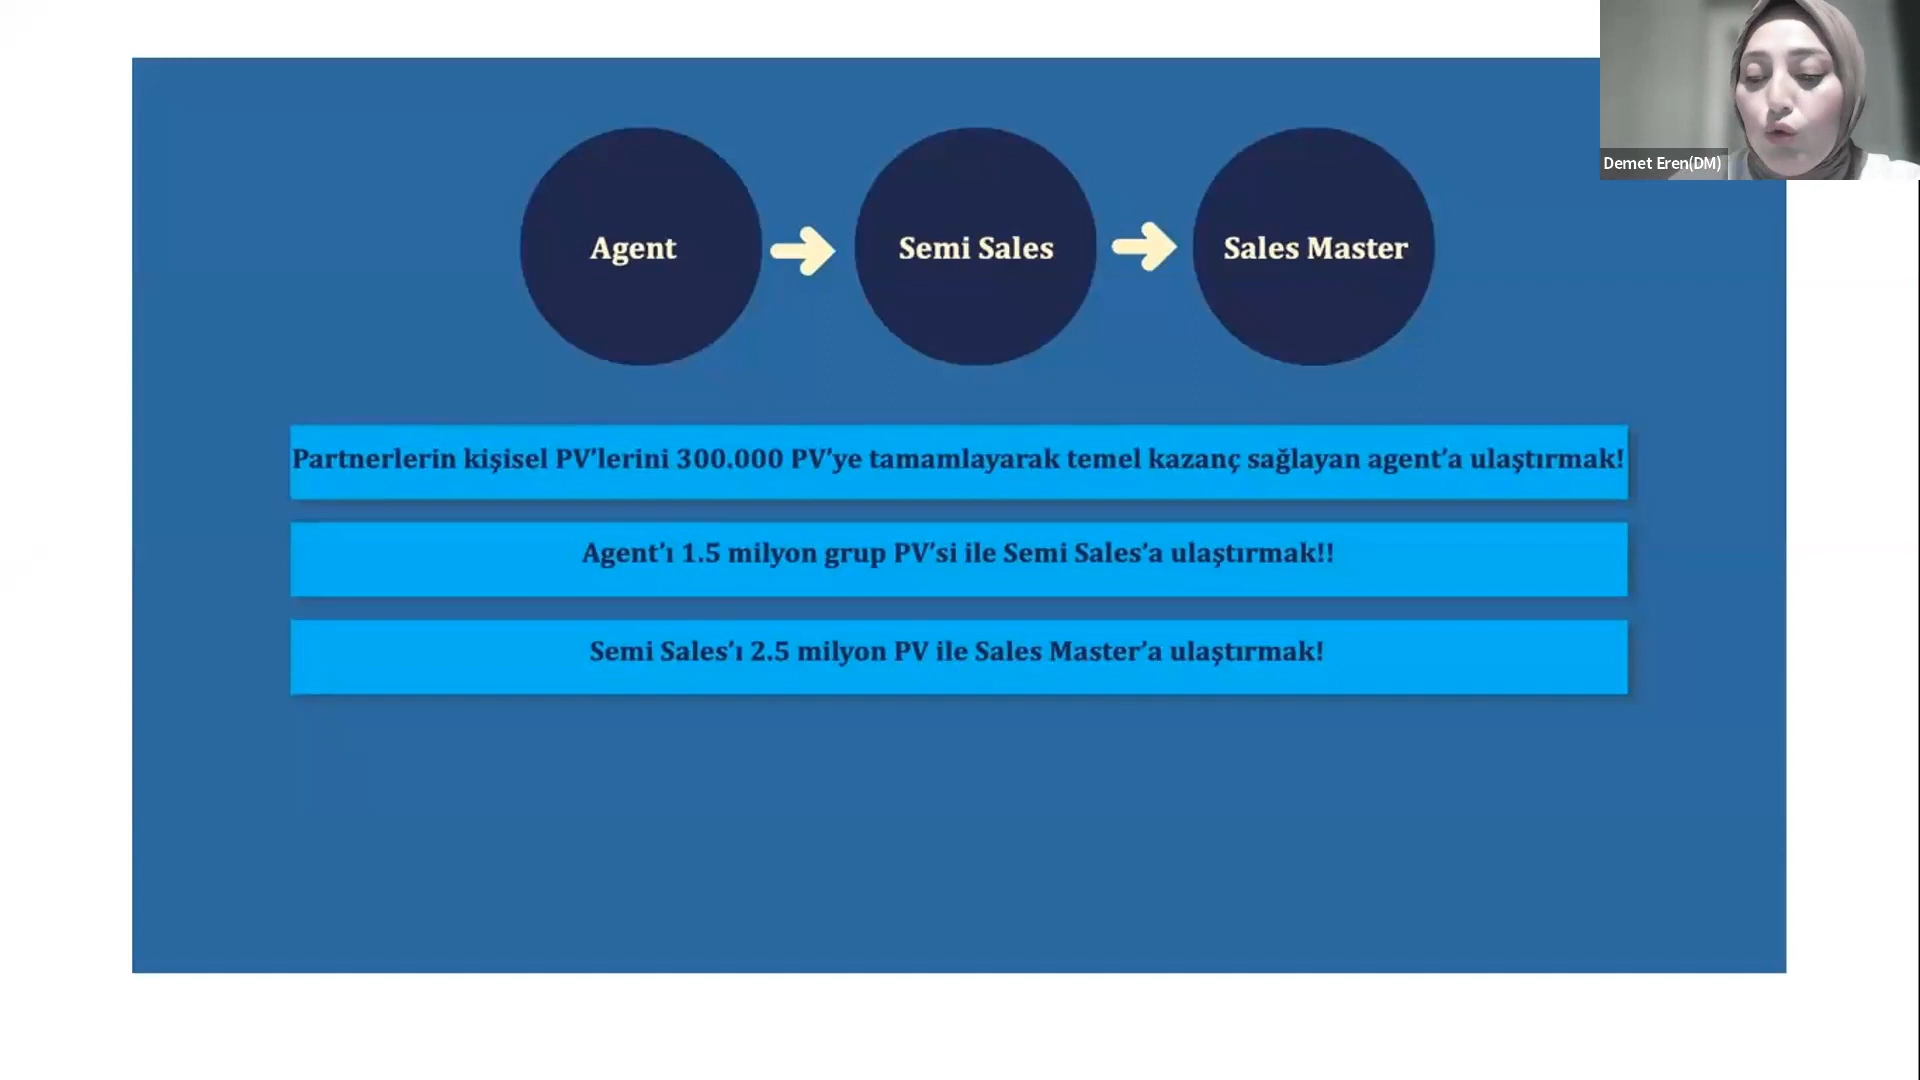 Demet Eren(DM)
Agent
Semi Sales
Sales Master
Partnerlerin kişisel PV’lerini 300.000 PV’ye tamamlayarak temel kazanç sağlayan agent’a ulaştırmak!
Agent’ı 1.5 milyon grup PV’si ile Semi Sales’a ulaştırmak!!
Semi Sales’ı 2.5 milyon PV ile Sales Master’a ulaştırmak!